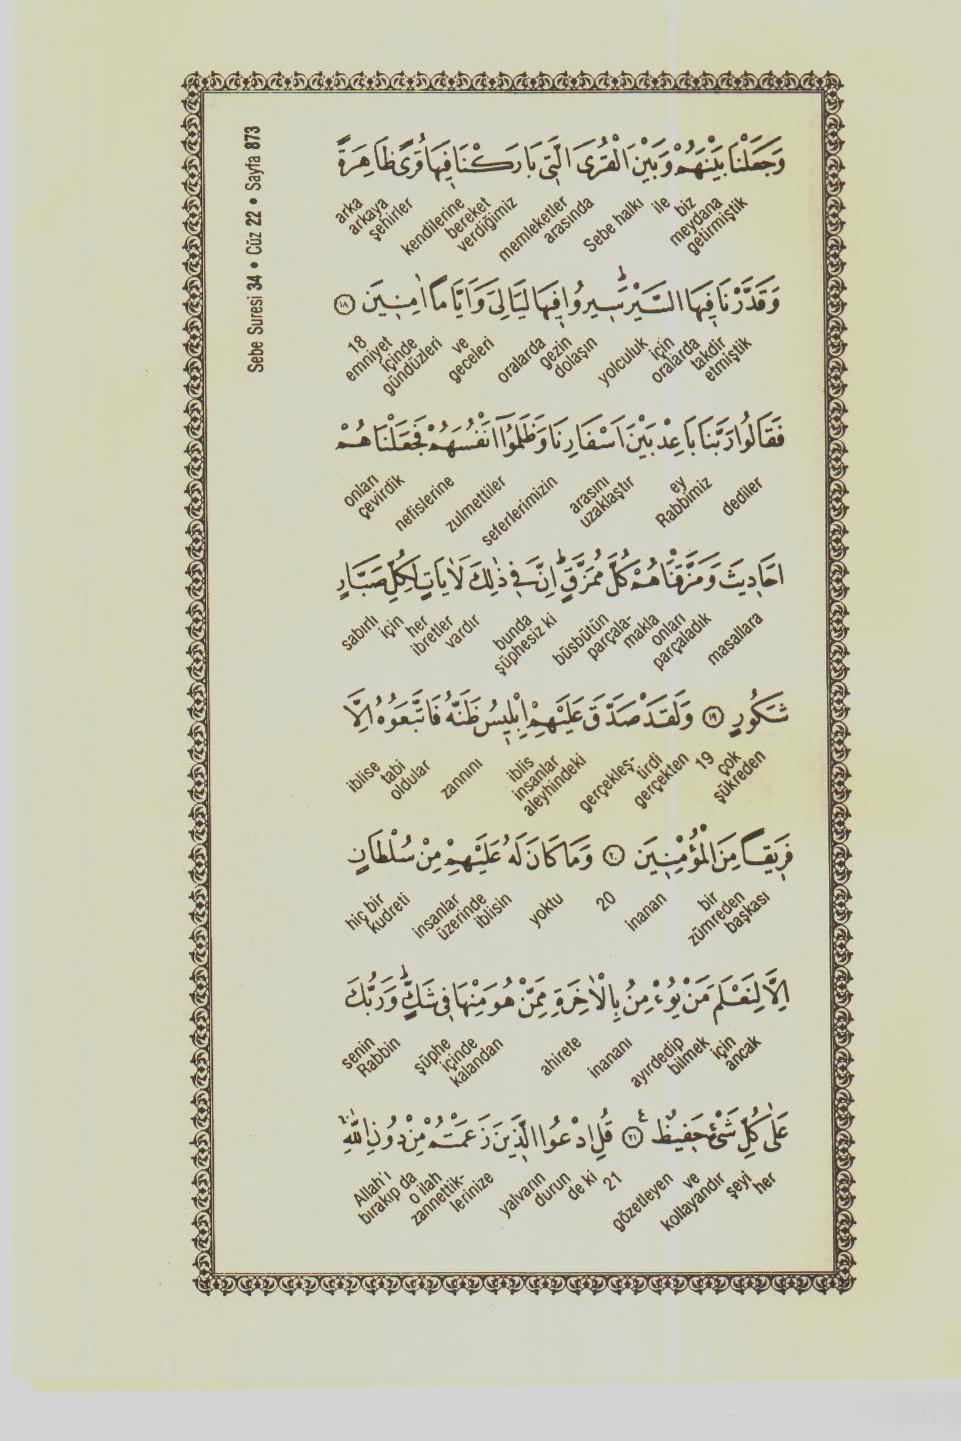 Sebe Suresi 34 • Cüz 22 • Sayfa 873
وَجَعَلْنَا بَيْنَهُمْ وَبَيْنَ الْقُرَى الَّتِى بَارَكْنَا فِيهَا قُرًى ظَاهِرَةً
biz meydana getirmiştik
ile
Sebe halkı
arasında
memleketler
bereket verdiğimiz
kendilerine
arka arkaya şehirler
وَقَدَّرْنَا فِيهَا السَّيْرَ سِيرُوا فِيهَا لَيَالِىَ وَاَيَّامًا اٰمِنِينَ ﴿١٨﴾
takdir etmiştik
oralarda
için
yolculuk
gezin dolaşın
oralarda
geceleri
ve
gündüzleri
emniyet içinde
18
فَقَالُوا رَبَّنَا بَاعِدْ بَيْنَ اَسْفَارِنَا وَظَلَمُوٓا اَنْفُسَهُمْ فَجَعَلْنَاهُمْ
dediler
ey Rabbimiz
uzaklaştır
arasını
seferlerimizin
zulmettiler
nefislerine
çevirdik
onları
اَحَادِيثَ وَمَزَّقْنَاهُمْ كُلَّ مُمَزَّقٍ اِنَّ فِى ذٰلِكَ لَاٰيَاتٍ لِكُلِّ صَبَّارٍ
masallara
parçaladık
onları
parçala-
makla
büsbütün
şüphesiz ki
bunda
vardır
ibretler
her
için
sabırlı
شَكُورٍ ﴿١٩﴾ وَلَقَدْ صَدَّقَ عَلَيْهِمْ اِبْلِيسُ ظَنَّهُ فَاتَّبَعُوهُ اِلَّا
çok şükreden
19
gerçekten
gerçekleş-
tirdi
insanlar aleyhindeki
iblis
zannını
tabi oldular
iblise
فَرِيقًا مِنَ الْمُؤْمِنِينَ ﴿٢٠﴾ وَمَا كَانَ لَهُ عَلَيْهِمْ مِنْ سُلْطَانٍ
bir zümreden başkası
inanan
20
yoktu
iblisin
insanlar üzerinde
hiç bir kudreti
اِلَّا لِنَعْلَمَ مَنْ يُؤْمِنُ بِالْاٰخِرَةِ مِمَّنْ هُوَ مِنْهَا فِى شَكٍّ وَرَبُّكَ
ancak
için
ayırdedip bilmek
inananı
ahirete
kalandan
şüphe içinde
senin Rabbin
عَلٰى كُلِّ شَىْءٍ حَفِيظٌ ﴿٢١﴾ قُلِ ادْعُوا الَّذِينَ زَعَمْتُمْ مِنْ دُونِ اللّٰهِ
her
şeyi
gözetleyen ve kollayandır
21
de ki
yalvarın durun
o ilah zannettik-
lerinize
Allah'ı bırakıp da